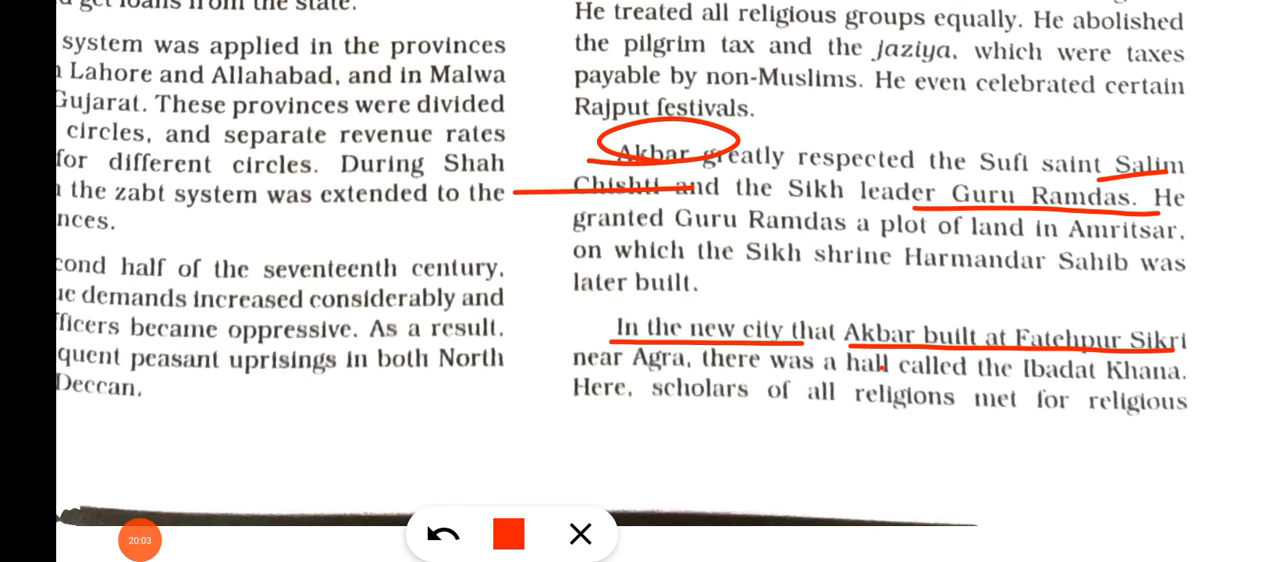 get loans from the state.
system was applied in the provinces
Lahore and Allahabad, and in Malwa
Gujarat. These provinces were divided
circles, and separate revenue rates
for different circles. During Shah
the zabt system was extended to the
nces.
cond half of the seventeenth century,
ue demands increased considerably and
fficers became oppressive. As a result,
quent peasant uprisings in both North
Deccan.
He treated all religious groups equally. He abolished
the pilgrim tax and the jaziya, which were taxes
payable by non-Muslims. He even celebrated certain
Rajput festivals.
Akbar greatly respected the Sufi saint Salim
Chishti and the Sikh leader Guru Ramdas. He
granted Guru Ramdas a plot of land in Amritsar,
on which the Sikh shrine Harmandar Sahib was
later built.
In the new city that Akbar built at Fatehpur Sikri
near Agra, there was a hall called the Ibadat Khana.
Here, scholars of all religions met for religious
20:03